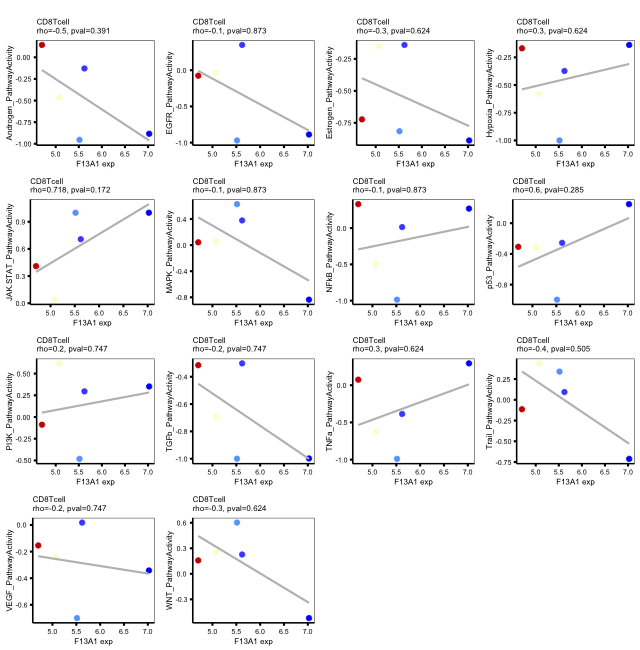 CD8Tcell
rho=-0.5, pval=0.391
Androgen_PathwayActivity
0.00
-0.25
-0.50
-0.75
-1.00
5.0 5.5 6.0 6.5 7.0
F13A1 exp
CD8Tcell
rho=-0.1, pval=0.873
EGFR_PathwayActivity
0.0
-0.5
-1.0
5.0 5.5 6.0 6.5 7.0
F13A1 exp
CD8Tcell
rho=-0.3, pval=0.624
Estrogen_PathwayActivity
-0.25
-0.50
-0.75
5.0 5.5 6.0 6.5 7.0
F13A1 exp
CD8Tcell
rho=0.3, pval=0.624
Hypoxia_PathwayActivity
-0.25
-0.50
-0.75
-1.00
5.0 5.5 6.0 6.5 7.0
F13A1 exp
CD8Tcell
rho=0.718, pval=0.172
JAK.STAT_PathwayActivity
0.9
0.6
0.3
0.0
5.0 5.5 6.0 6.5 7.0
F13A1 exp
CD8Tcell
rho=-0.1, pval=0.873
MAPK_PathwayActivity
0.4
0.0
-0.4
-0.8
5.0 5.5 6.0 6.5 7.0
F13A1 exp
CD8Tcell
rho=-0.1, pval=0.873
NFkB_PathwayActivity
0.0
-0.5
-1.0
5.0 5.5 6.0 6.5 7.0
F13A1 exp
CD8Tcell
rho=0.6, pval=0.285
p53_PathwayActivity
0.0
-0.4
-0.8
5.0 5.5 6.0 6.5 7.0
F13A1 exp
CD8Tcell
rho=0.2, pval=0.747
PI3K_PathwayActivity
0.50
0.25
0.00
-0.25
-0.50
5.0 5.5 6.0 6.5 7.0
F13A1 exp
CD8Tcell
rho=-0.2, pval=0.747
TGFb_PathwayActivity
-0.4
-0.6
-0.8
-1.0
5.0 5.5 6.0 6.5 7.0
F13A1 exp
CD8Tcell
rho=0.3, pval=0.624
TNFa_PathwayActivity
0.0
-0.5
-1.0
5.0 5.5 6.0 6.5 7.0
F13A1 exp
CD8Tcell
rho=-0.4, pval=0.505
Trail_PathwayActivity
0.25
0.00
-0.25
-0.50
-0.75
5.0 5.5 6.0 6.5 7.0
F13A1 exp
CD8Tcell
rho=-0.2, pval=0.747
VEGF_PathwayActivity
0.0
-0.2
-0.4
-0.6
5.0 5.5 6.0 6.5 7.0
F13A1 exp
CD8Tcell
rho=-0.3, pval=0.624
WNT_PathwayActivity
0.6
0.3
0.0
-0.3
5.0 5.5 6.0 6.5 7.0
F13A1 exp